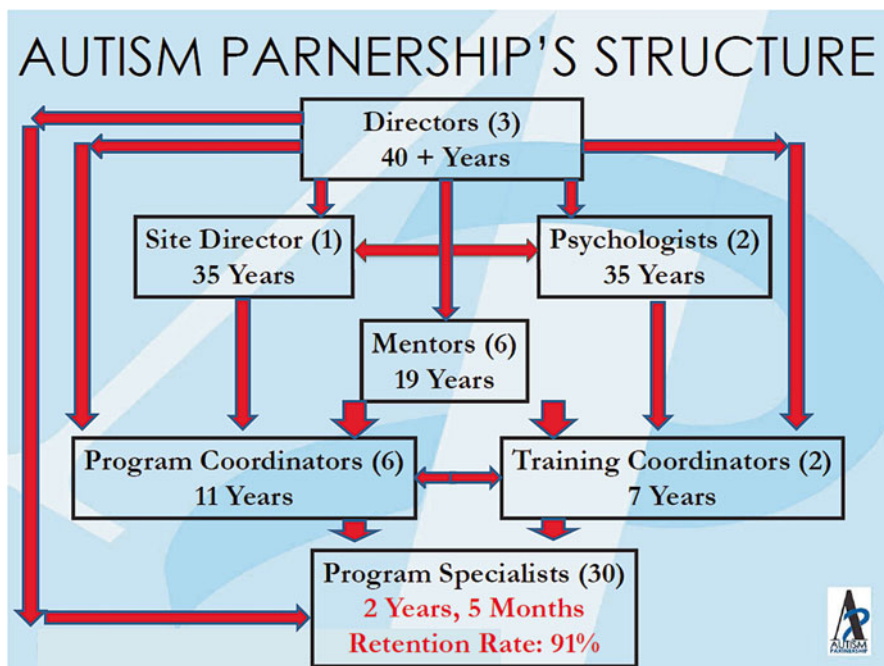 AUTISM PARNERSHIP'S STRUCTURE
Directors (3)
40 + Years
Site Director (1)
35 Years
Psychologists (2)
35 Years
Mentors (6)
19 Years
Program Coordinators (6)
11 Years
Training Coordinators (2)
7 Years
Program Specialists (30)
2 Years, 5 Months
Retention Rate: 91%
AUTISM
PARTNERSHIP